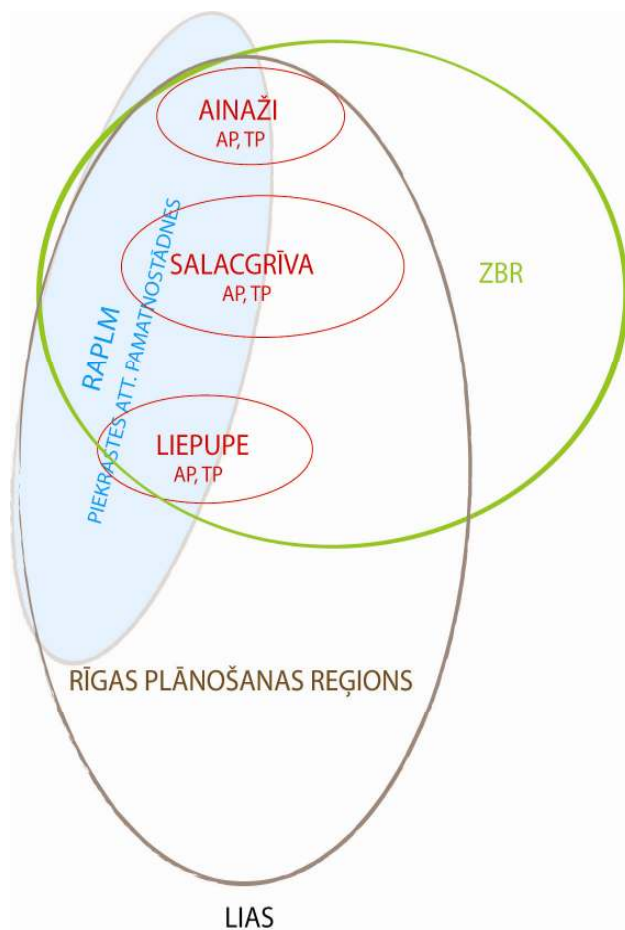 AINAŽI
AP, TP
SALACGRĪVA
AP, TP
ZBR
RAPLM
PIEKRASTES ATT. PAMATNOSTĀDNES
LIEPUPE
AP, TP
RĪGAS PLĀNOŠANAS REĢIONS
LIAS